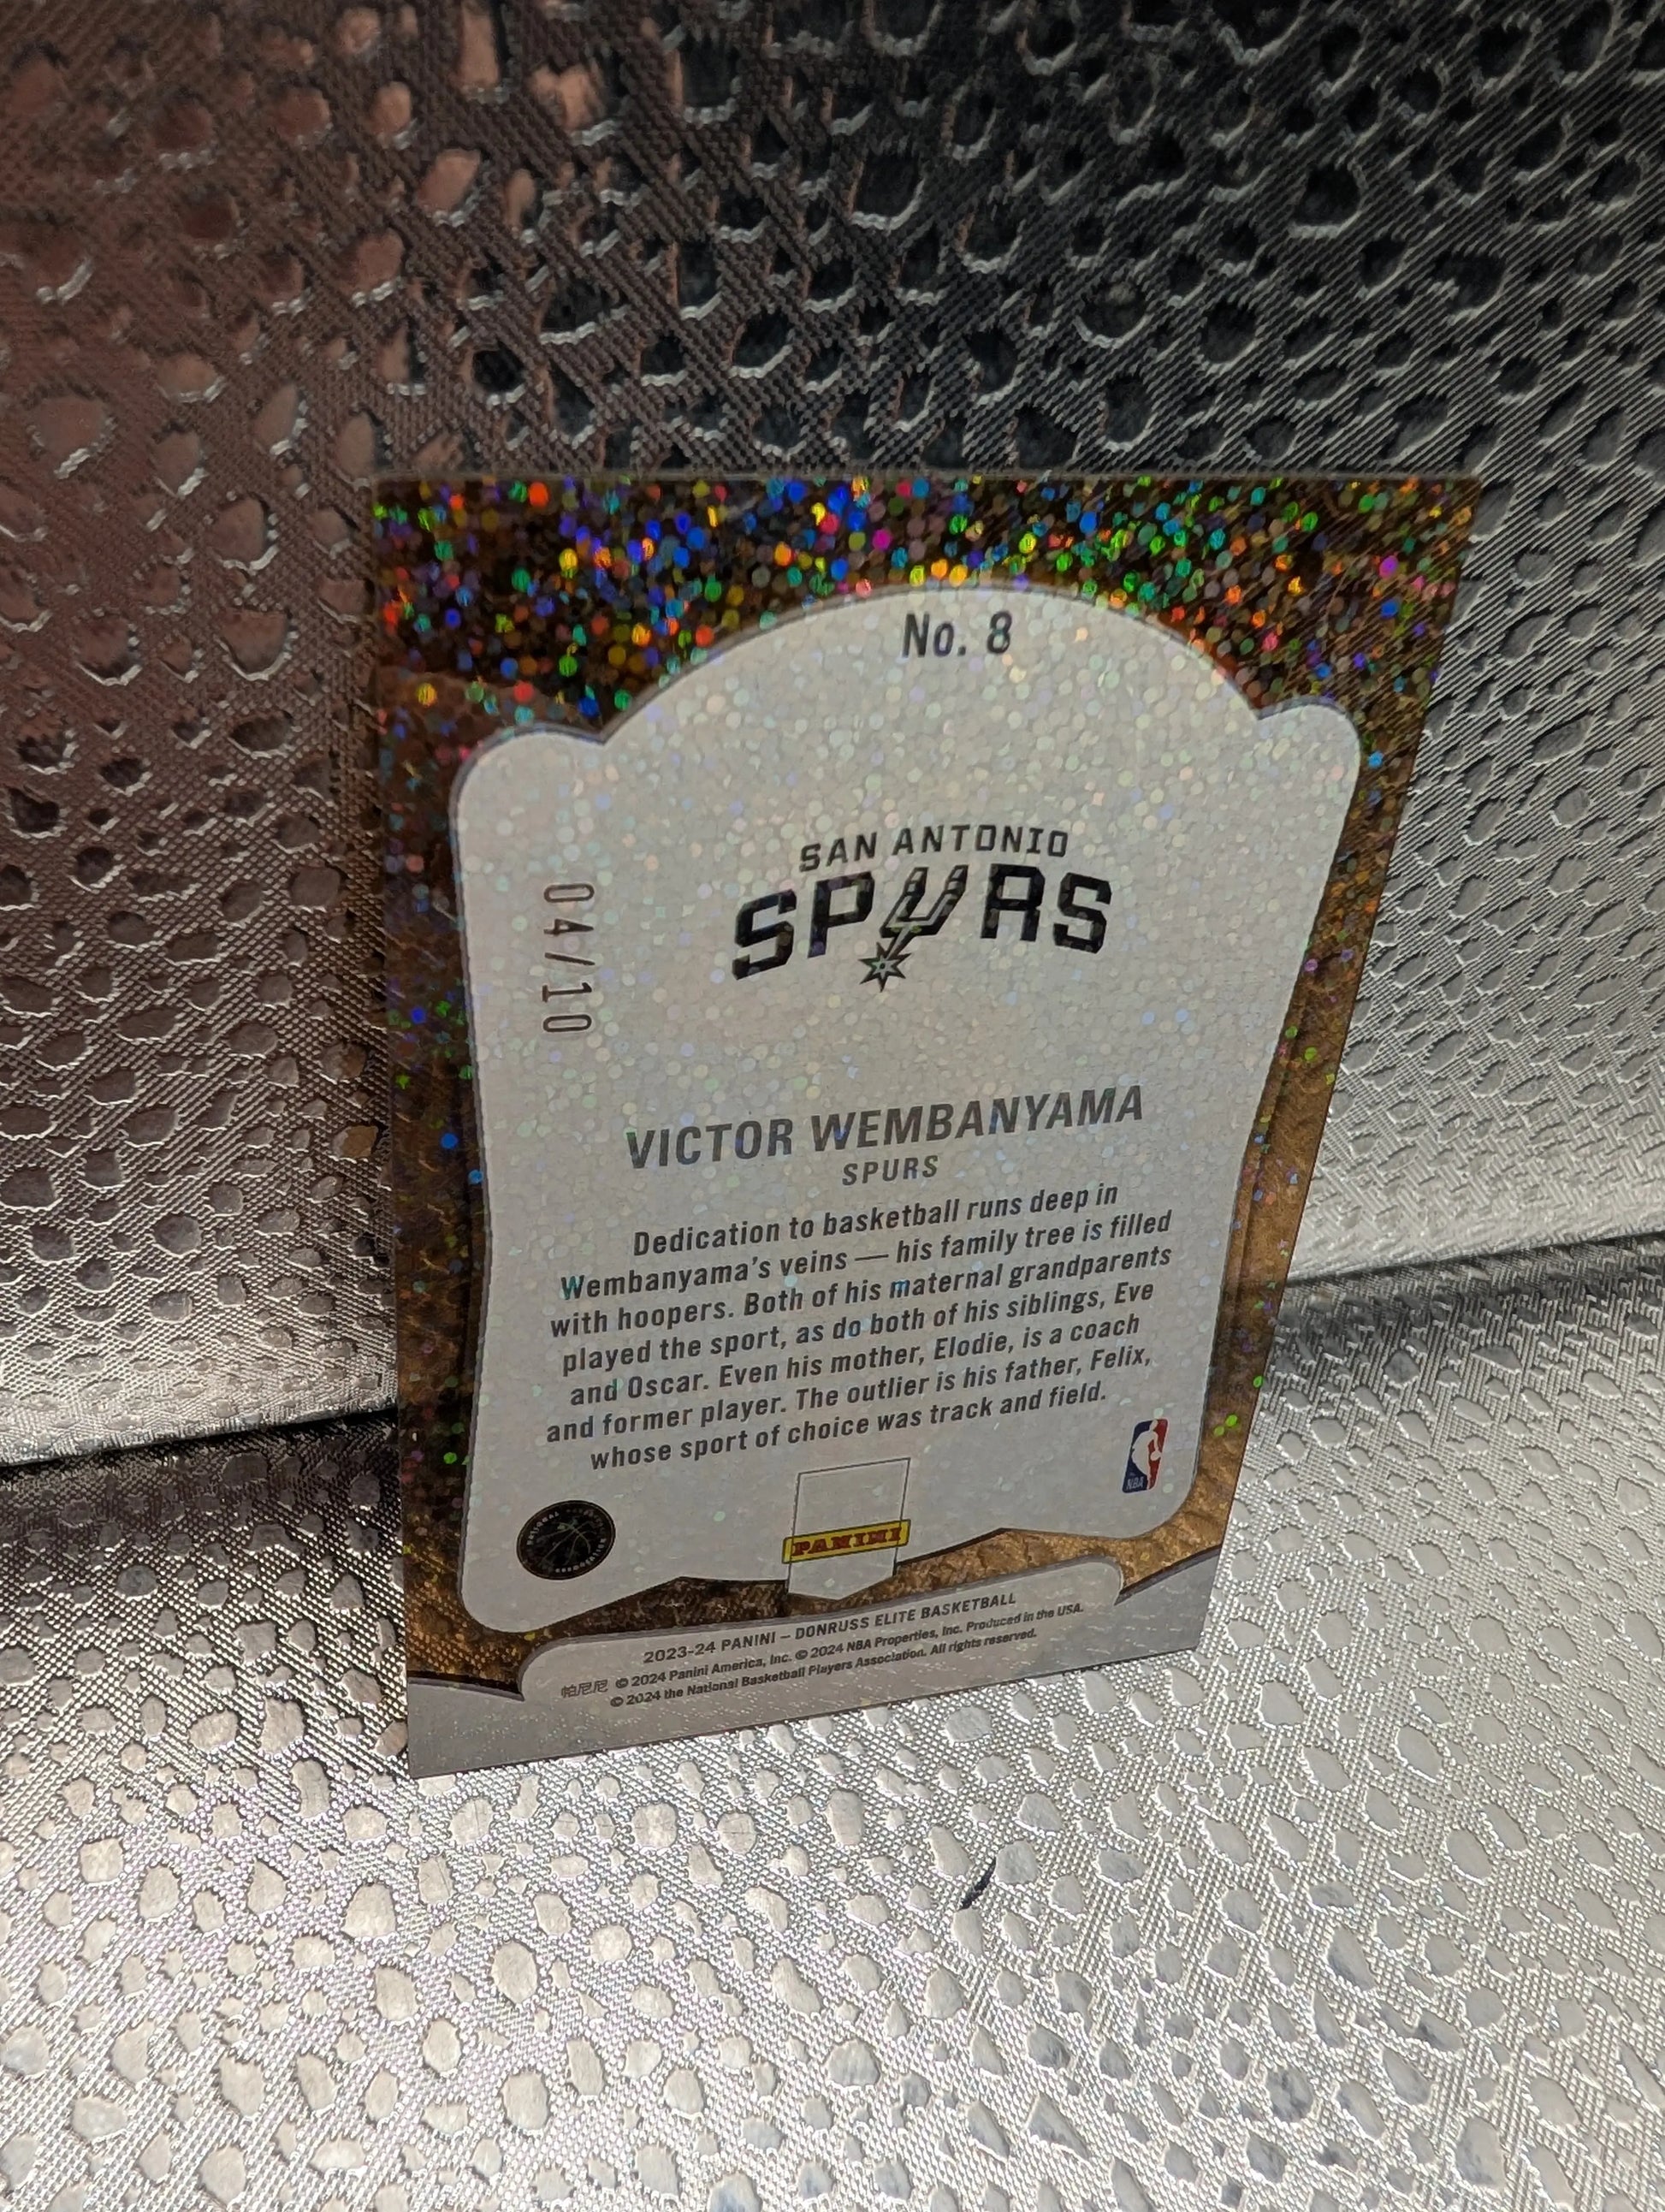 No. 8
SAN ANTONIO
SPURS
04/10
VICTOR WEMBANYAMA
SPURS
Dedication to basketball runs deep in
Wembanyama's veins — his family tree is filled
with hoopers. Both of his maternal grandparents
played the sport, as do both of his siblings, Eve
and Oscar. Even his mother, Elodie, is a coach
and former player. The outlier is his father, Felix,
whose sport of choice was track and field.
NBA
NATIONAL BASKETBALL
PANINI
2023-24 PANINI – DONRUSS ELITE BASKETBALL
帕尼尼 © 2024 Panini America, Inc. © 2024 NBA Properties, Inc. Produced in the USA.
© 2024 the National Basketball Players Association. All rights reserved.